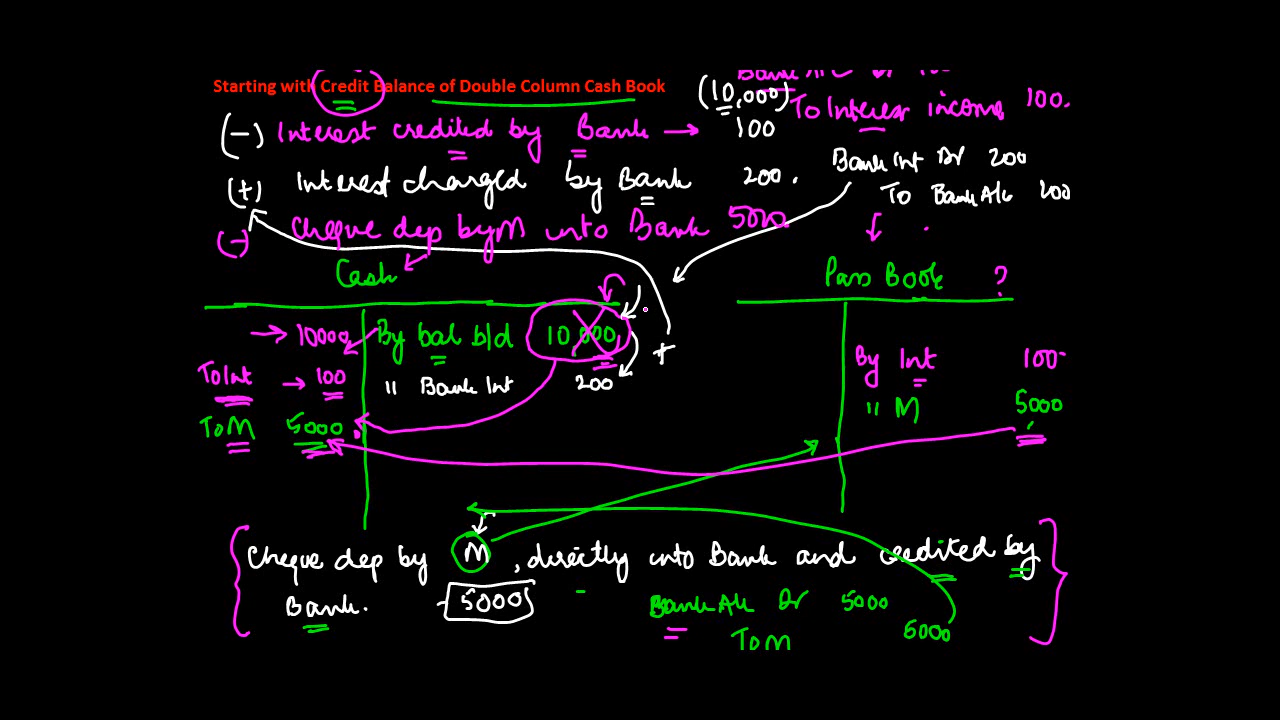 Starting with Credit Balance of Double Column Cash Book
(10,000) To Interest income 100.
(-) Interest credited by Bank → 100
(+) Interest charged by Bank 200. Bank Int Dr 200
To Bank A/c 200
(-) Cheque dep by M into Bank 5000
Cash
Pass Book ?
→ 10000 By bal b/d 10,000
+
To Int → 100 " Bank Int 200
By Int 100-
To M 5000.
" M 5000
Cheque dep by M, directly into Bank and credited by
Bank. - 5000
Bank A/c Dr 5000
To M 5000